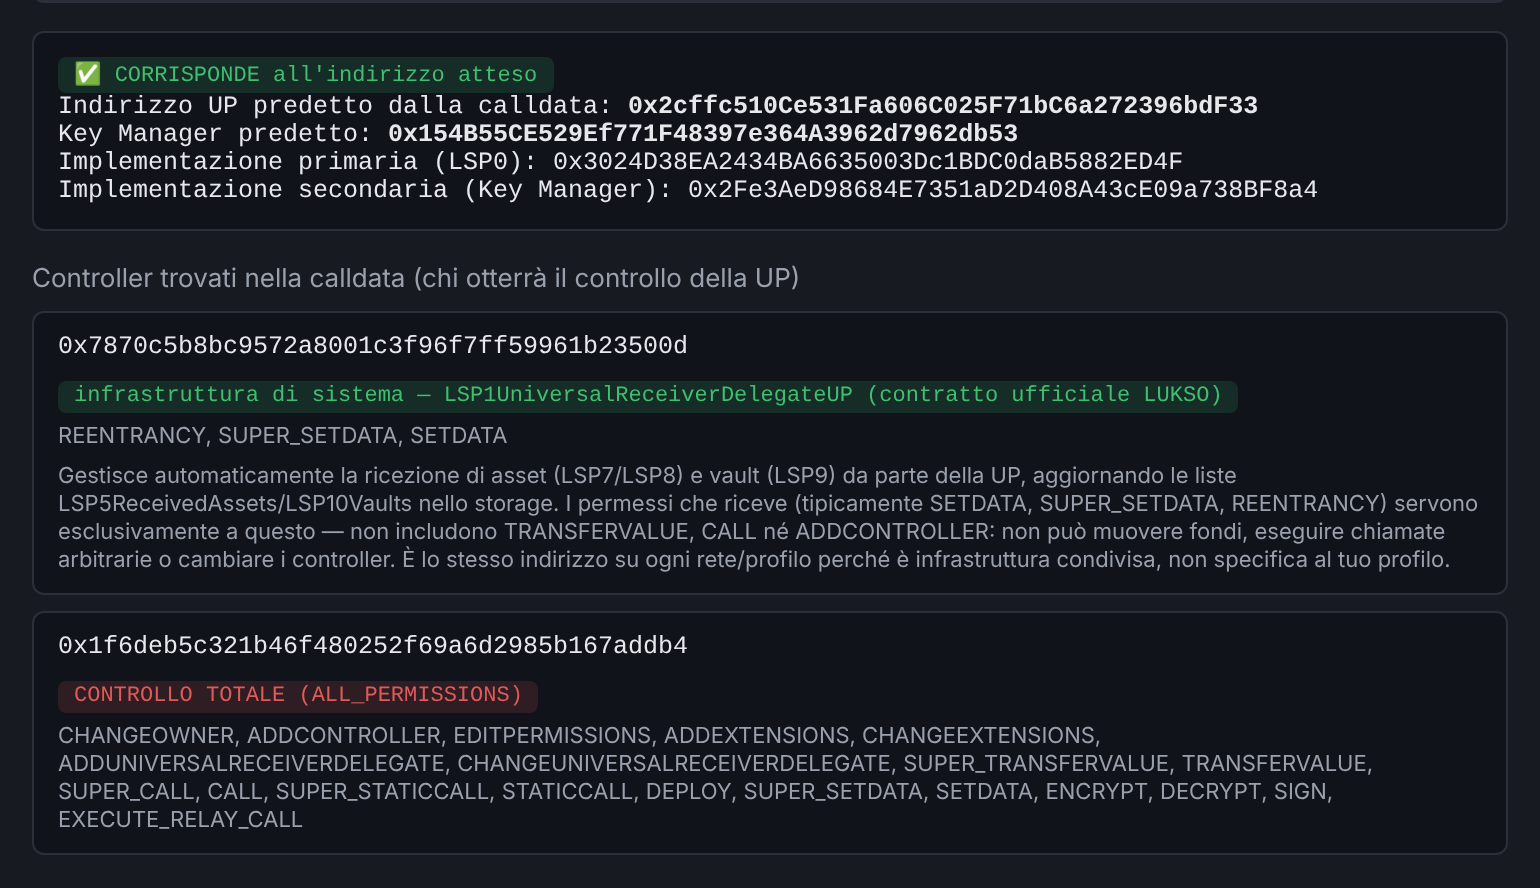 ✅ CORRISPONDE all'indirizzo atteso
Indirizzo UP predetto dalla calldata: 0x2cffc510Ce531Fa606C025F71bC6a272396bdF33
Key Manager predetto: 0x154B55CE529Ef771F48397e364A3962d7962db53
Implementazione primaria (LSP0): 0x3024D38EA2434BA6635003Dc1BDC0daB5882ED4F
Implementazione secondaria (Key Manager): 0x2Fe3AeD98684E7351aD2D408A43cE09a738BF8a4
Controller trovati nella calldata (chi otterrà il controllo della UP)
0x7870c5b8bc9572a8001c3f96f7ff59961b23500d
infrastruttura di sistema — LSP1UniversalReceiverDelegateUP (contratto ufficiale LUKSO)
REENTRANCY, SUPER_SETDATA, SETDATA
Gestisce automaticamente la ricezione di asset (LSP7/LSP8) e vault (LSP9) da parte della UP, aggiornando le liste
LSP5ReceivedAssets/LSP10Vaults nello storage. I permessi che riceve (tipicamente SETDATA, SUPER_SETDATA, REENTRANCY) servono
esclusivamente a questo — non includono TRANSFERVALUE, CALL né ADDCONTROLLER: non può muovere fondi, eseguire chiamate
arbitrarie o cambiare i controller. È lo stesso indirizzo su ogni rete/profilo perché è infrastruttura condivisa, non specifica al tuo profilo.
0x1f6deb5c321b46f480252f69a6d2985b167addb4
CONTROLLO TOTALE (ALL_PERMISSIONS)
CHANGEOWNER, ADDCONTROLLER, EDITPERMISSIONS, ADDEXTENSIONS, CHANGEEXTENSIONS,
ADDUNIVERSALRECEIVERDELEGATE, CHANGEUNIVERSALRECEIVERDELEGATE, SUPER_TRANSFERVALUE, TRANSFERVALUE,
SUPER_CALL, CALL, SUPER_STATICCALL, STATICCALL, DEPLOY, SUPER_SETDATA, SETDATA, ENCRYPT, DECRYPT, SIGN,
EXECUTE_RELAY_CALL